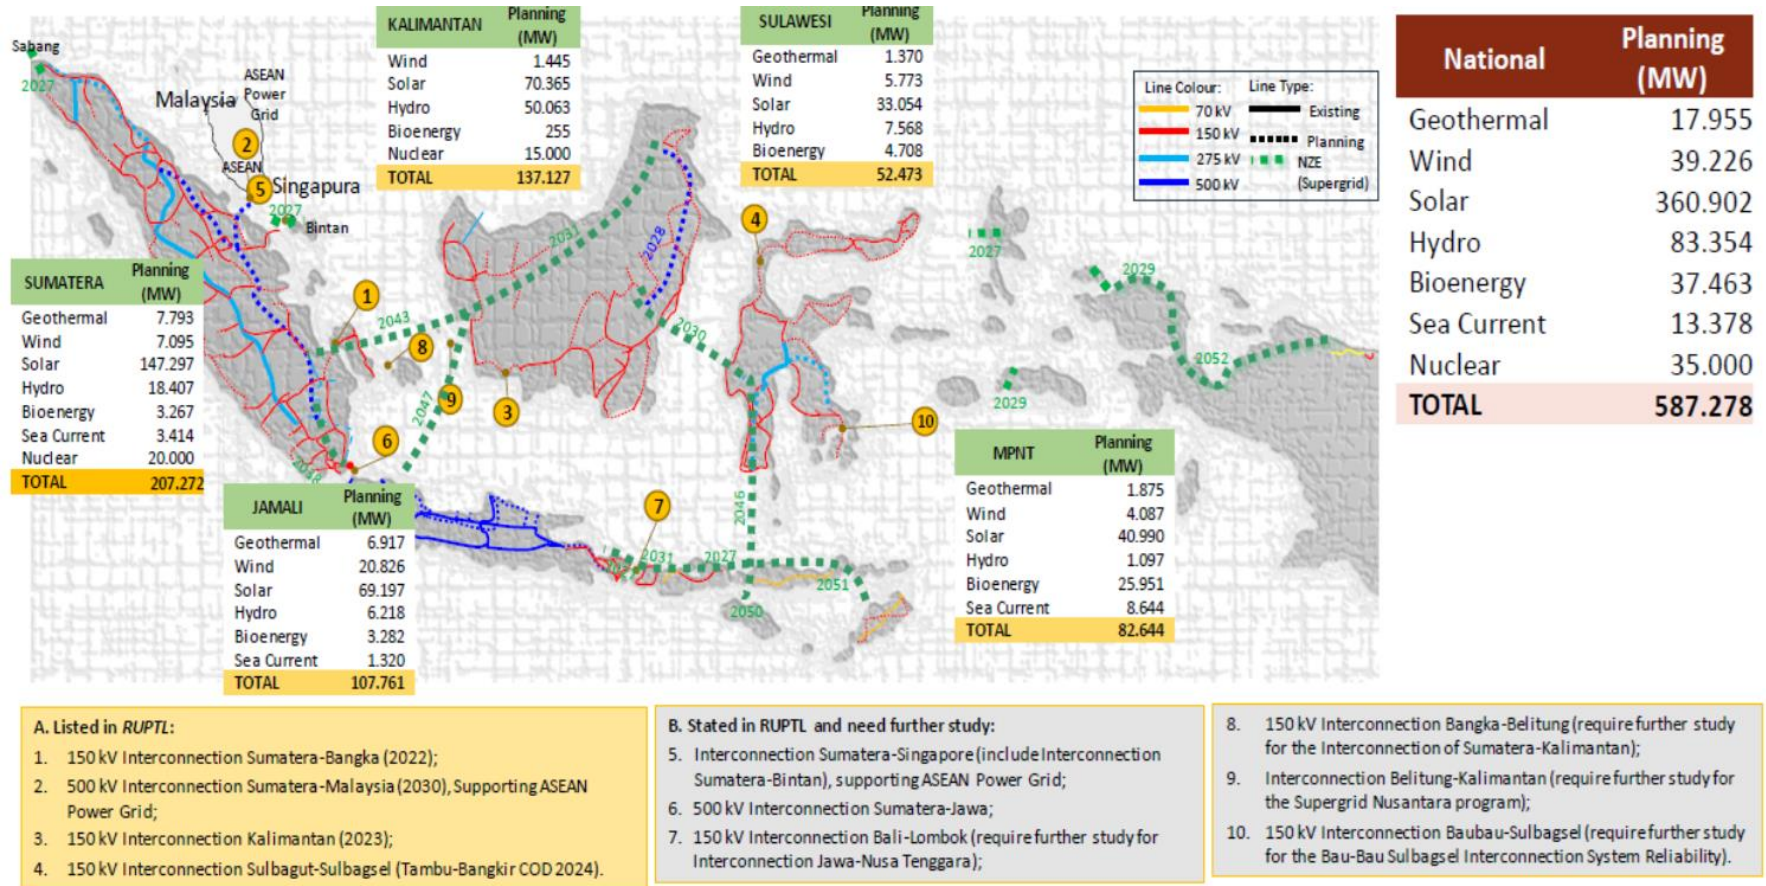 KALIMANTAN Planning (MW)
Wind 1.445
Solar 70.365
Hydro 50.063
Bioenergy 255
Nuclear 15.000
TOTAL 137.127
SULAWESI Planning (MW)
Geothermal 1.370
Wind 5.773
Solar 33.054
Hydro 7.568
Bioenergy 4.708
TOTAL 52.473
National Planning (MW)
Geothermal 17.955
Wind 39.226
Solar 360.902
Hydro 83.354
Bioenergy 37.463
Sea Current 13.378
Nuclear 35.000
TOTAL 587.278
Line Colour: Line Type:
70 kV Existing
150 kV Planning
275 kV NZE
500 kV (Supergrid)
Sabang
2027
Malaysia
ASEAN
Power
Grid
2
ASEAN
5
Singapura
2027
Bintan
4
2031
2028
2027
2029
1
2043
2030
8
2052
2047
9
3
2029
6
10
SUMATERA Planning (MW)
Geothermal 7.793
Wind 7.095
Solar 147.297
Hydro 18.407
Bioenergy 3.267
Sea Current 3.414
Nuclear 20.000
TOTAL 207.272
JAMALI Planning (MW)
Geothermal 6.917
Wind 20.826
Solar 69.197
Hydro 6.218
Bioenergy 3.282
Sea Current 1.320
TOTAL 107.761
7
2046
2031
2027
2051
2050
MPNT Planning (MW)
Geothermal 1.875
Wind 4.087
Solar 40.990
Hydro 1.097
Bioenergy 25.951
Sea Current 8.644
TOTAL 82.644
A. Listed in RUPTL:
1. 150 kV Interconnection Sumatera-Bangka (2022);
2. 500 kV Interconnection Sumatera-Malaysia (2030), Supporting ASEAN
Power Grid;
3. 150 kV Interconnection Kalimantan (2023);
4. 150 kV Interconnection Sulbagut-Sulbagsel (Tambu-Bangkir COD 2024).
B. Stated in RUPTL and need further study:
5. Interconnection Sumatera-Singapore (include Interconnection
Sumatera-Bintan), supporting ASEAN Power Grid;
6. 500 kV Interconnection Sumatera-Jawa;
7. 150 kV Interconnection Bali-Lombok (require further study for
Interconnection Jawa-Nusa Tenggara);
8. 150 kV Interconnection Bangka-Belitung (require further study
for the Interconnection of Sumatera-Kalimantan);
9. Interconnection Belitung-Kalimantan (require further study for
the Supergrid Nusantara program);
10. 150 kV Interconnection Baubau-Sulbagsel (require further study
for the Bau-Bau Sulbagsel Interconnection System Reliability).